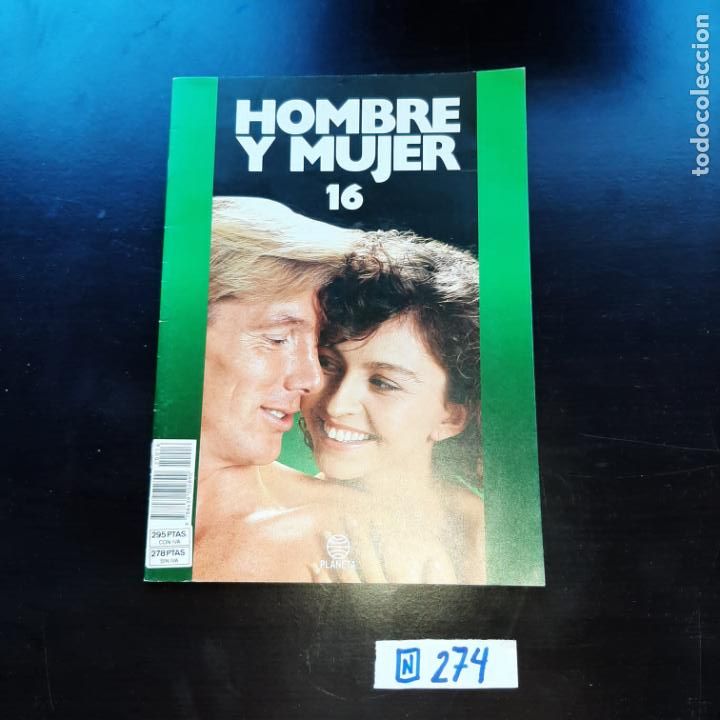 HOMBRE
Y MUJER
16
295 PTAS
CON IVA
278 PTAS
SIN IVA
PLANETA
N 274
todocoleccion